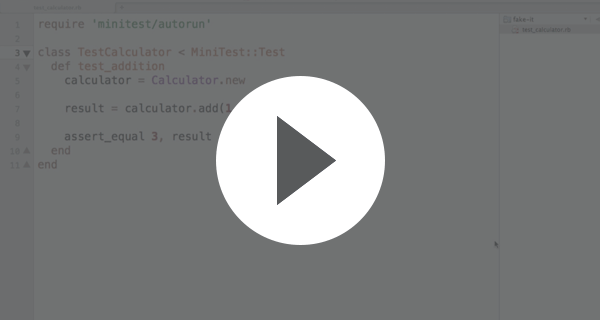 fake-it
test_calculator.rb
1 require 'minitest/autorun'
2
3 class TestCalculator < MiniTest::Test
4 def test_addition
5 calculator = Calculator.new
6
7 result = calculator.add(1
8
9 assert_equal 3, result
10 end
11 end